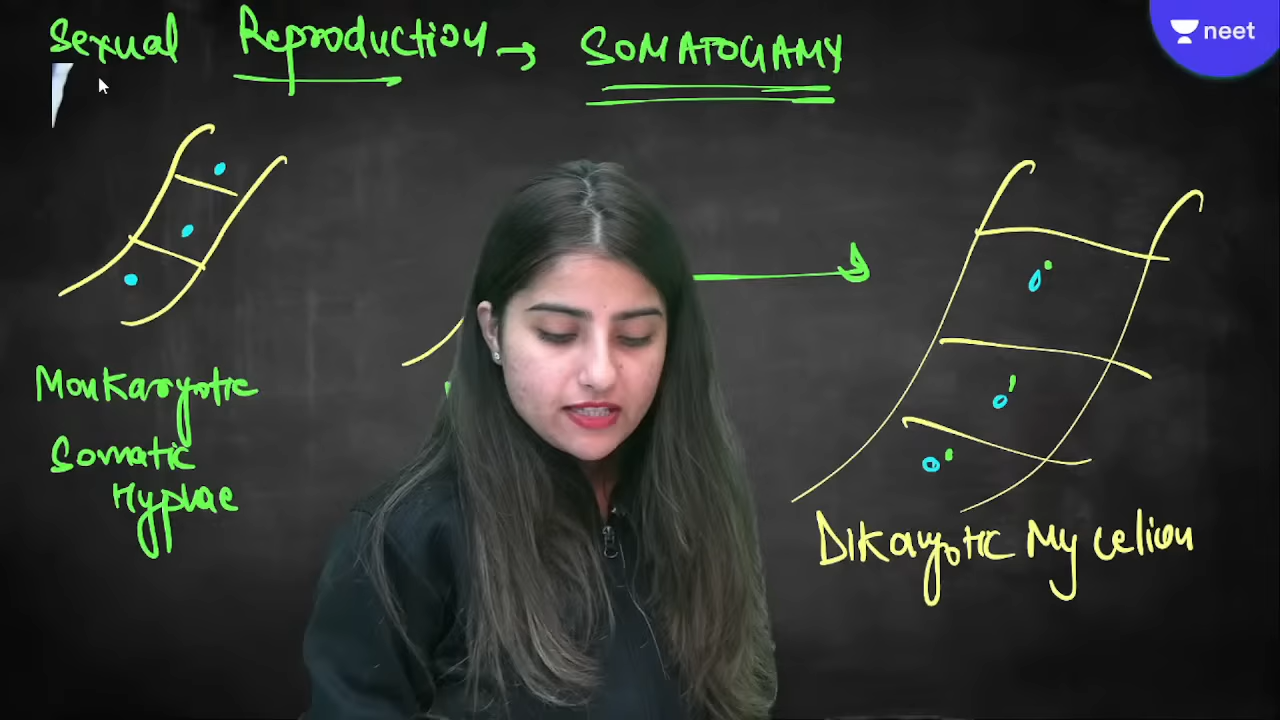 Sexual Reproduction → SOMATOGAMY
neet
Monkaryotic
Somatic
Hyphae
Dikaryotic Mycelium